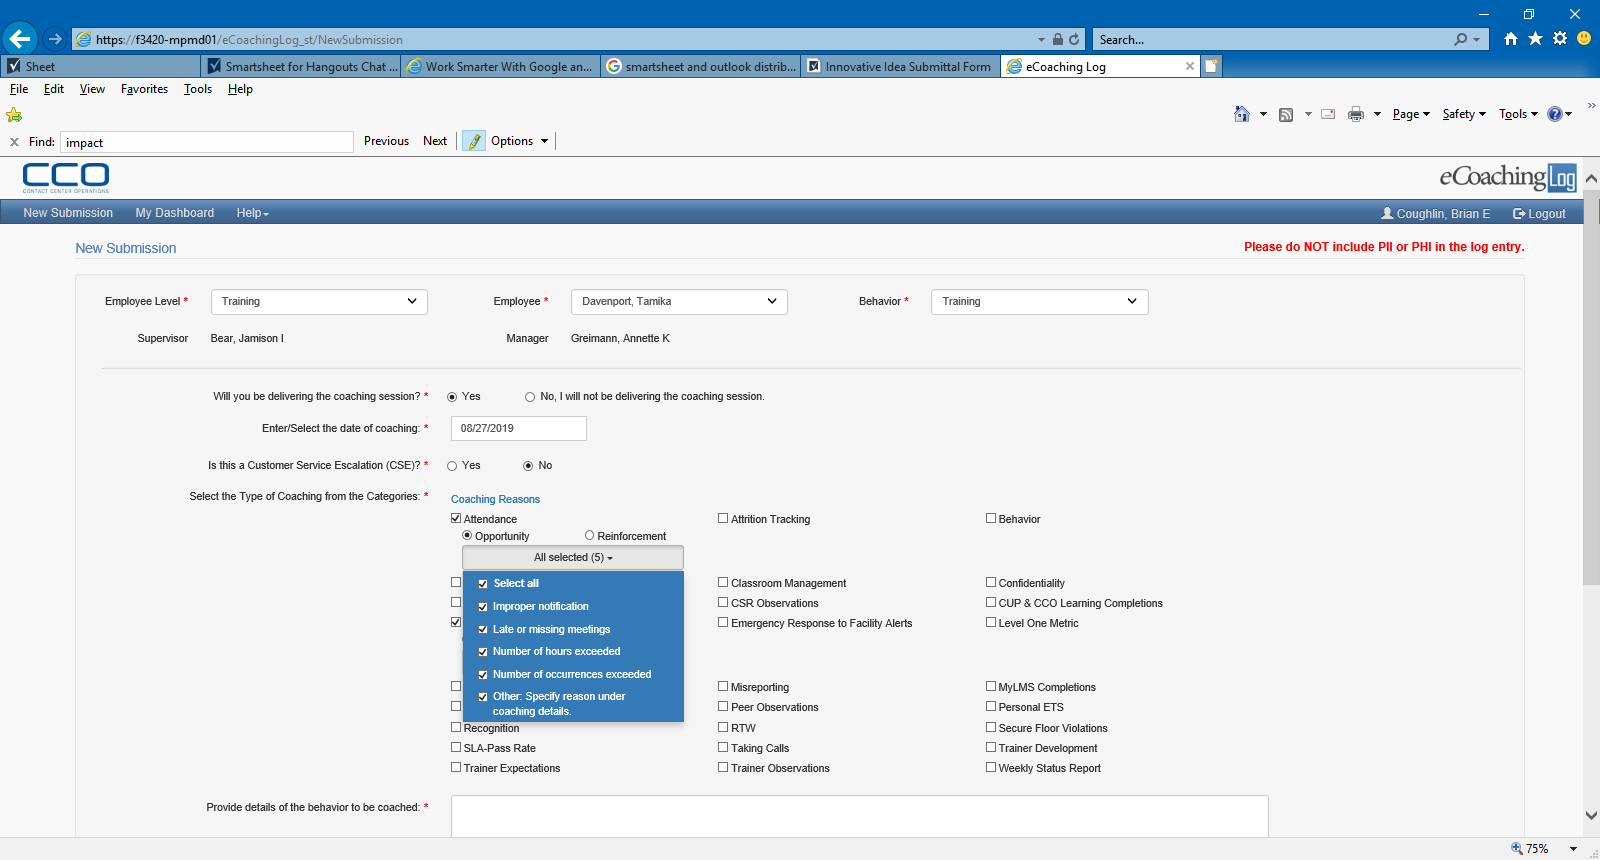 https://f3420-mpmd01/eCoachingLog_st/NewSubmission
Search...
Sheet
Smartsheet for Hangouts Chat ...
Work Smarter With Google an...
smartsheet and outlook distrib...
Innovative Idea Submittal Form
eCoaching Log
File Edit View Favorites Tools Help
Page Safety Tools
Find: impact Previous Next Options
CCO
CONTACT CENTER OPERATIONS
eCoachingLog
New Submission My Dashboard Help Coughlin, Brian E Logout
New Submission
Please do NOT include PII or PHI in the log entry.
Employee Level * Training Employee * Davenport, Tamika Behavior * Training
Supervisor Bear, Jamison I Manager Greimann, Annette K
Will you be delivering the coaching session? * Yes No, I will not be delivering the coaching session.
Enter/Select the date of coaching: * 08/27/2019
Is this a Customer Service Escalation (CSE)? * Yes No
Select the Type of Coaching from the Categories: * Coaching Reasons
Attendance Attrition Tracking Behavior
Opportunity Reinforcement
All selected (5)
Select all
Improper notification
Late or missing meetings
Number of hours exceeded
Number of occurrences exceeded
Other: Specify reason under
coaching details.
Classroom Management Confidentiality
CSR Observations CUP & CCO Learning Completions
Emergency Response to Facility Alerts Level One Metric
Misreporting MyLMS Completions
Peer Observations Personal ETS
Recognition RTW Secure Floor Violations
SLA-Pass Rate Taking Calls Trainer Development
Trainer Expectations Trainer Observations Weekly Status Report
Provide details of the behavior to be coached: *
75%